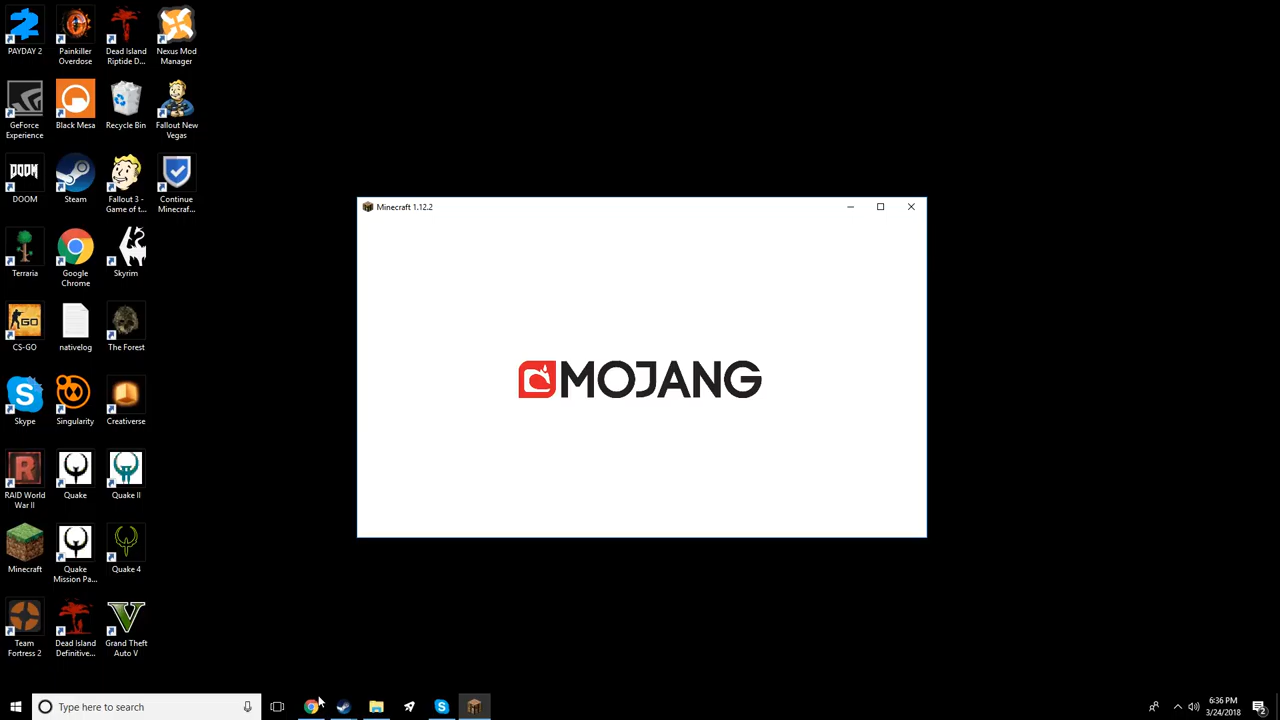 PAYDAY 2
Painkiller
Overdose
Dead Island
Riptide D...
Nexus Mod
Manager
GeForce
Experience
Black Mesa
Recycle Bin
Fallout New
Vegas
DOOM
DOOM
Steam
Fallout 3 -
Game of t...
Continue
Minecraf...
Terraria
Google
Chrome
Skyrim
GO
CS-GO
nativelog
The Forest
Skype
Singularity
Creativerse
RAID World
War II
Quake
Quake II
Minecraft
Quake
Mission Pa...
Quake 4
Team
Fortress 2
Dead Island
Definitive...
Grand Theft
Auto V
Minecraft 1.12.2
MOJANG
Type here to search
6:36 PM
3/24/2018
2